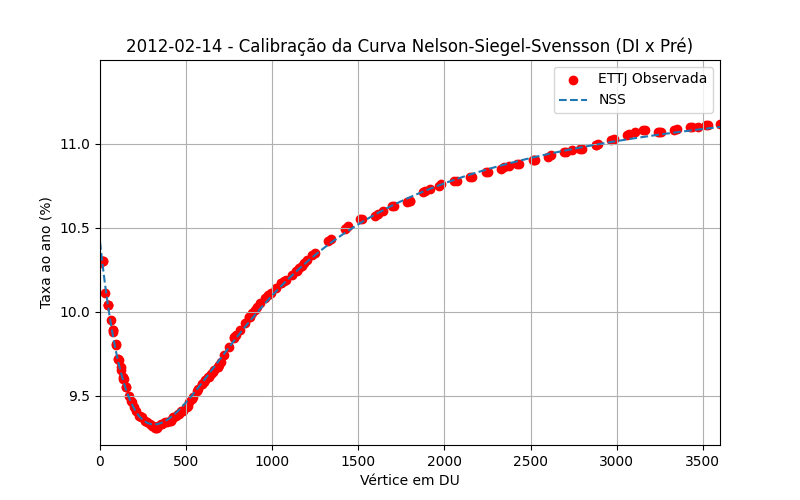 2012-02-14 - Calibração da Curva Nelson-Siegel-Svensson (DI x Pré)
ETTJ Observada
NSS
Taxa ao ano (%)
11.0
10.5
10.0
9.5
0 500 1000 1500 2000 2500 3000 3500
Vértice em DU